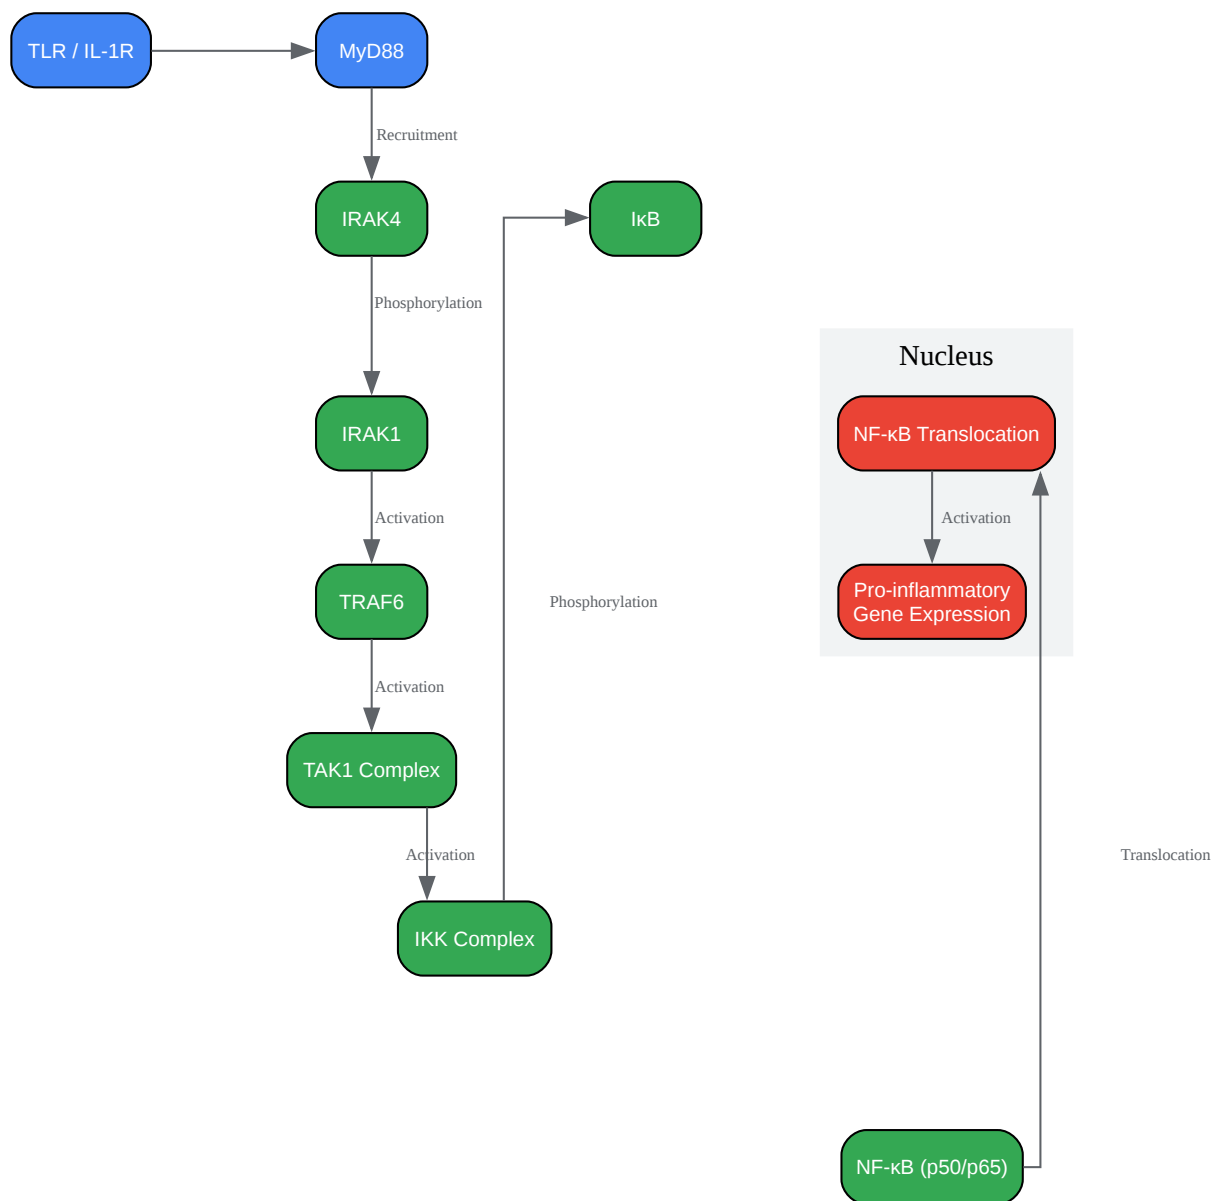 TLR / IL-1R
MyD88
Recruitment
IRAK4
IκB
Phosphorylation
Nucleus
IRAK1
NF-κB Translocation
Activation
Activation
TRAF6
Phosphorylation
Pro-inflammatory
Gene Expression
Activation
TAK1 Complex
Activation
Translocation
IKK Complex
NF-κB (p50/p65)